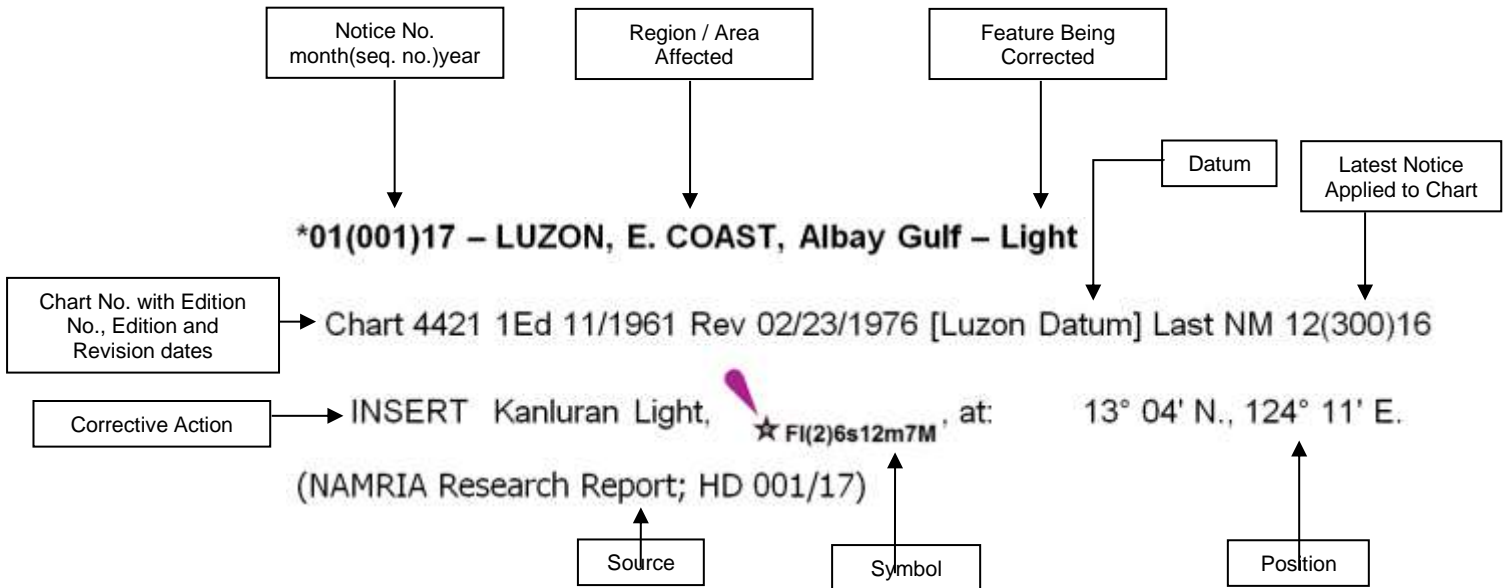 Notice No.
month(seq. no.)year
Region / Area
Affected
Feature Being
Corrected
Datum
Latest Notice
Applied to Chart
*01(001)17 – LUZON, E. COAST, Albay Gulf – Light
Chart No. with Edition
No., Edition and
Revision dates
Chart 4421 1Ed 11/1961 Rev 02/23/1976 [Luzon Datum] Last NM 12(300)16
Corrective Action
INSERT Kanluran Light, Fl(2)6s12m7M , at: 13° 04' N., 124° 11' E.
(NAMRIA Research Report; HD 001/17)
Source
Symbol
Position